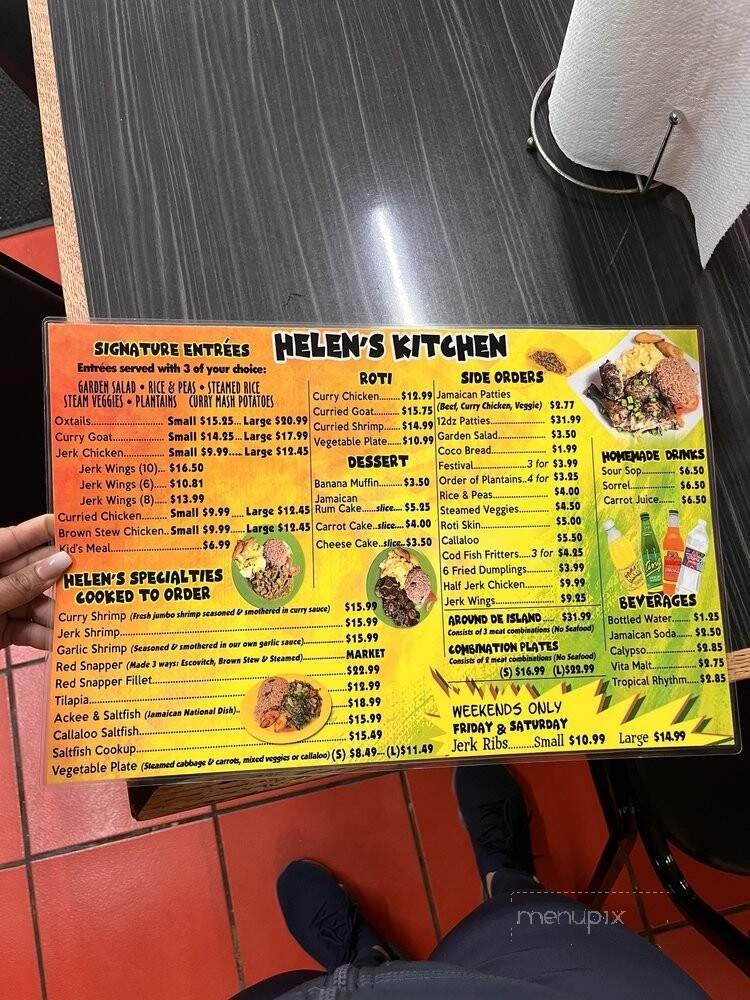 HELEN'S KITCHEN
SIGNATURE ENTRÉES
Entrées served with 3 of your choice:
GARDEN SALAD • RICE & PEAS • STEAMED RICE
STEAM VEGGIES • PLANTAINS CURRY MASH POTATOES
Oxtails............ Small $15.25... Large $20.99
Curry Goat............ Small $14.25... Large $17.99
Jerk Chicken............ Small $9.99.... Large $12.45
Jerk Wings (10)... $16.50
Jerk Wings (6)..... $10.81
Jerk Wings (8)..... $13.99
Curried Chicken........ Small $9.99 .... Large $12.45
Brown Stew Chicken.. Small $9.99 .... Large $12.45
Kid's Meal............ $6.99
HELEN'S SPECIALTIES
COOKED TO ORDER
Curry Shrimp (Fresh jumbo shrimp seasoned & smothered in curry sauce) $15.99
Jerk Shrimp............ $15.99
Garlic Shrimp (Seasoned & smothered in our own garlic sauce)............ $15.99
Red Snapper (Made 3 ways: Escovitch, Brown Stew & Steamed)............ MARKET
Red Snapper Fillet............ $22.99
Tilapia............ $12.99
Ackee & Saltfish (Jamaican National Dish)............ $18.99
Callaloo Saltfish............ $15.99
Saltfish Cookup............ $15.49
Vegetable Plate (Steamed cabbage & carrots, mixed veggies or callaloo) (S) $8.49... (L)$11.49
ROTI
Curry Chicken........ $12.99
Curried Goat........ $15.75
Curried Shrimp........ $14.99
Vegetable Plate.... $10.99
DESSERT
Banana Muffin........ $3.50
Jamaican
Rum Cake.....slice.... $5.25
Carrot Cake..slice.... $4.00
Cheese Cake..slice... $3.50
SIDE ORDERS
Jamaican Patties
(Beef, Curry Chicken, Veggie) $2.77
12dz Patties............ $31.99
Garden Salad............ $3.50
Coco Bread............ $1.99
Festival............3 for $3.99
Order of Plantains..4 for $3.25
Rice & Peas............ $4.00
Steamed Veggies........ $4.50
Roti Skin............ $5.00
Callaloo $5.50
Cod Fish Fritters....3 for $4.25
6 Fried Dumplings........ $3.99
Half Jerk Chicken........ $9.99
Jerk Wings............ $9.25
AROUND DE ISLAND ..... $31.99
Consists of 3 meat combinations (No Seafood)
COMBINATION PLATES
Consists of 2 meat combinations (No Seafood)
(S) $16.99 (L)$22.99
HOMEMADE DRINKS
Sour Sop............ $6.50
Sorrel............ $6.50
Carrot Juice...... $6.50
BEVERAGES
Bottled Water........ $1.25
Jamaican Soda..... $2.50
Calypso............ $2.85
Vita Malt............ $2.75
Tropical Rhythm.... $2.85
WEEKENDS ONLY
FRIDAY & SATURDAY
Jerk Ribs........Small $10.99 Large $14.99
menupix